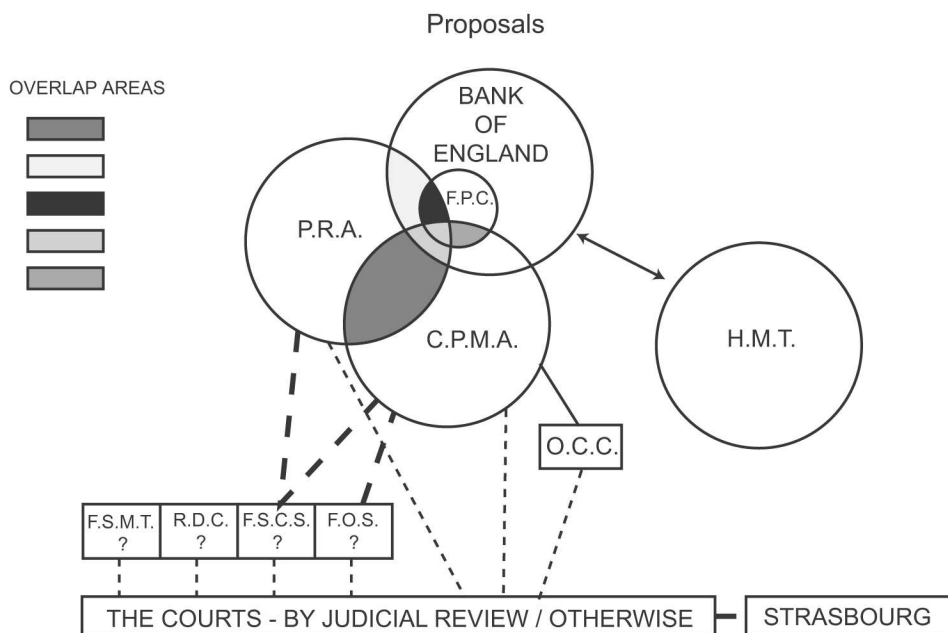 Proposals
OVERLAP AREAS
BANK
OF
ENGLAND
F.P.C.
P.R.A.
C.P.M.A.
H.M.T.
O.C.C.
F.S.M.T.
?
R.D.C.
?
F.S.C.S.
?
F.O.S.
?
THE COURTS - BY JUDICIAL REVIEW / OTHERWISE
STRASBOURG